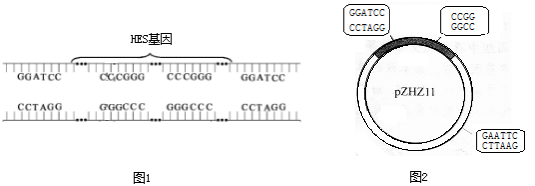 HES基因
GGATCC CCCGGG CCCGGG GGATCC
CCTAGG GGGCCC GGGCCC CCTAGG
图1
GGATCC
CCTAGG
CCGG
GGCC
pZHZ11
GAATTC
CTTAAG
图2